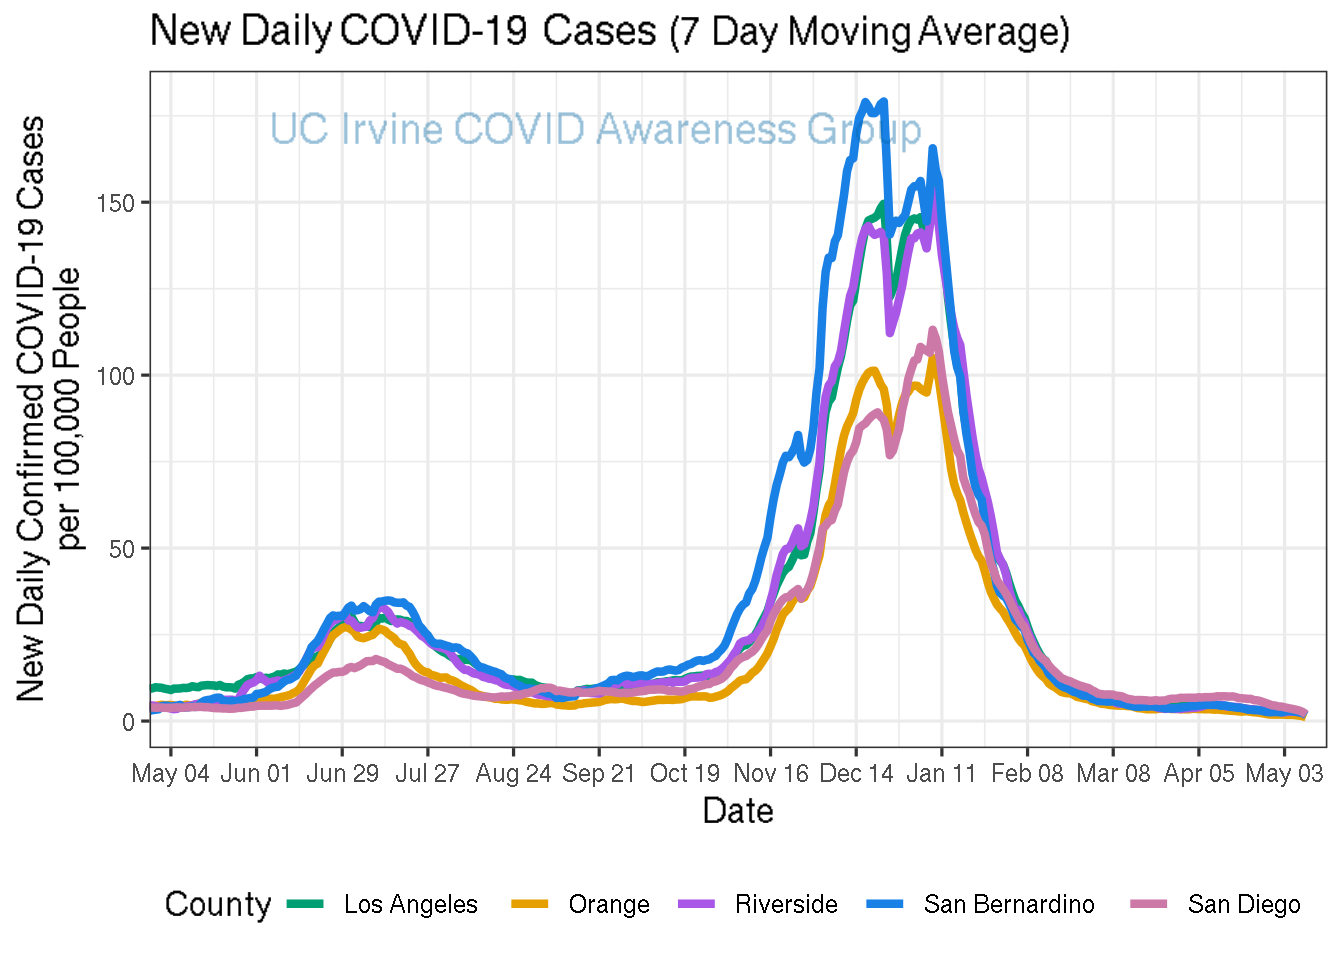 New Daily COVID-19 Cases (7 Day Moving Average)
UC Irvine COVID Awareness Group
New Daily Confirmed COVID-19 Cases
per 100,000 People
150
100
50
0
May 04 Jun 01 Jun 29 Jul 27 Aug 24 Sep 21 Oct 19 Nov 16 Dec 14 Jan 11 Feb 08 Mar 08 Apr 05 May 03
Date
County Los Angeles Orange Riverside San Bernardino San Diego